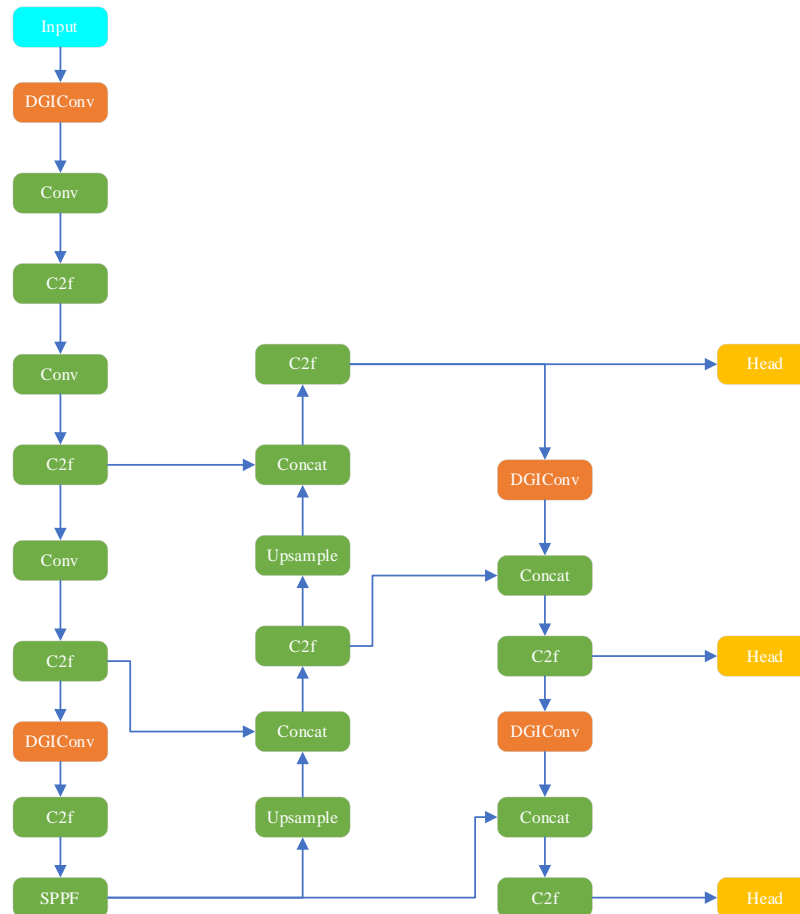 Input
DGIConv
Conv
C2f
Conv
C2f
Conv
C2f
DGIConv
C2f
SPPF
C2f
Concat
Upsample
C2f
Concat
Upsample
DGIConv
Concat
C2f
DGIConv
Concat
C2f
Head
Head
Head